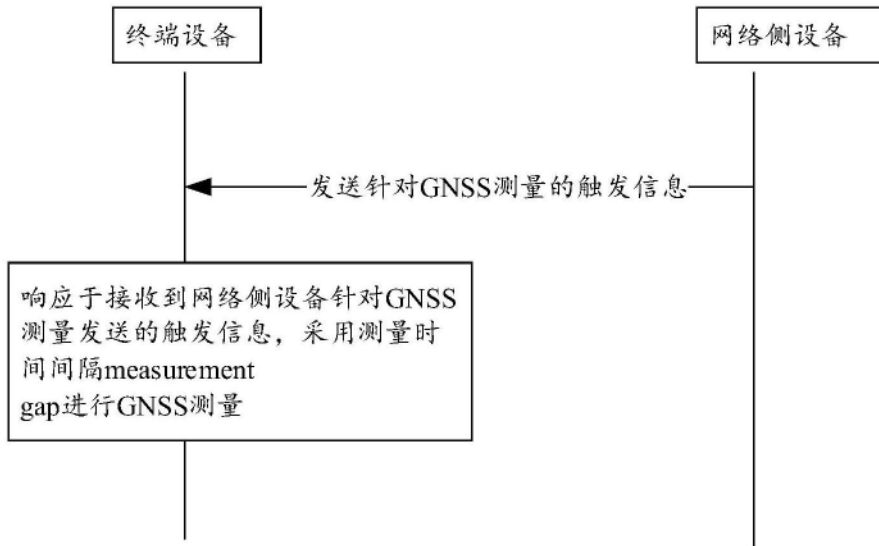 终端设备
网络侧设备
发送针对GNSS测量的触发信息
响应于接收到网络侧设备针对GNSS
测量发送的触发信息，采用测量时
间间隔measurement
gap进行GNSS测量